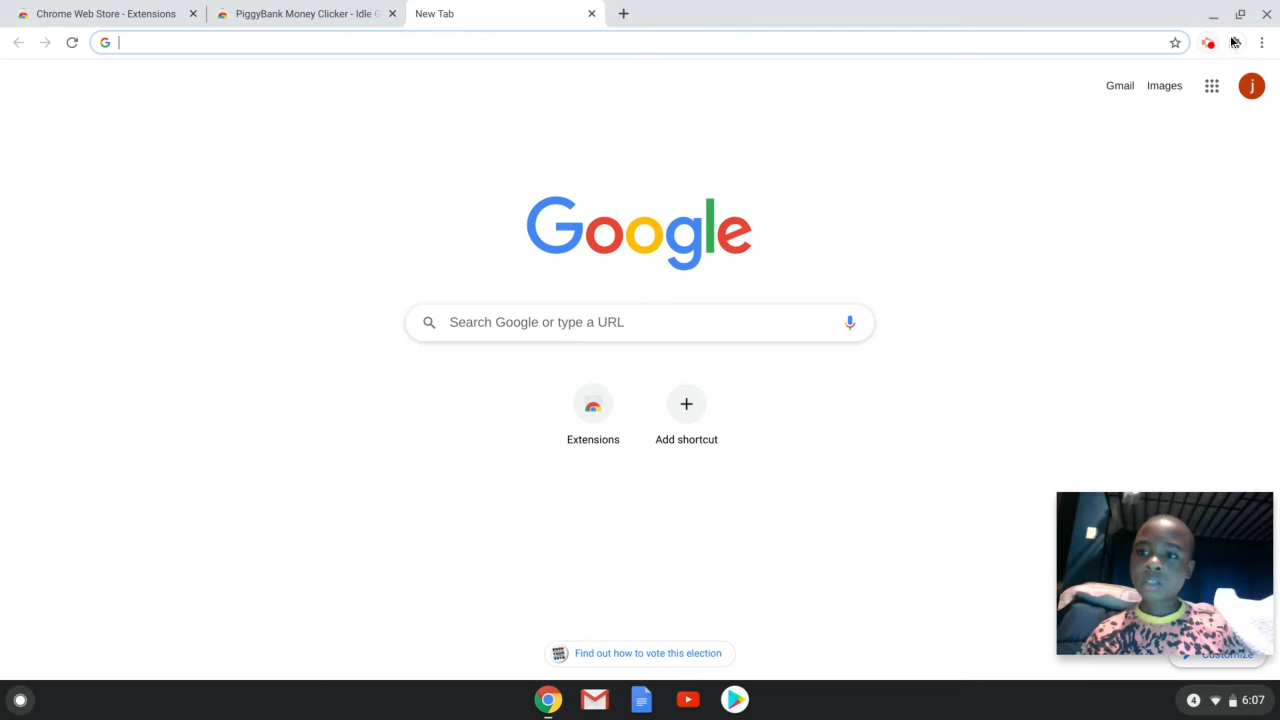 Chrome Web Store - Extensions
PiggyBank Money Clicker - Idle G
New Tab
Gmail
Images
j
Google
Search Google or type a URL
Extensions
Add shortcut
Find out how to vote this election
Customize
4
6:07